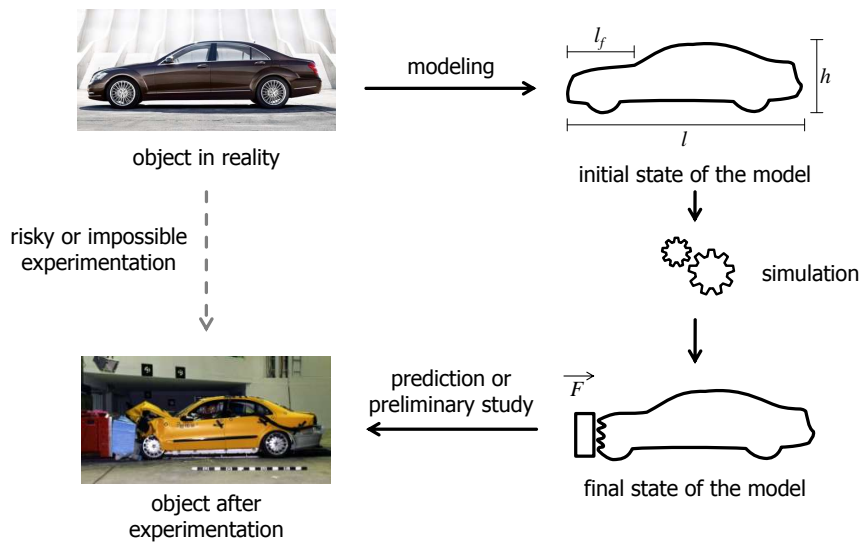 modeling
l_f
h
l
object in reality
initial state of the model
risky or impossible
experimentation
simulation
prediction or
preliminary study
F
object after
experimentation
final state of the model